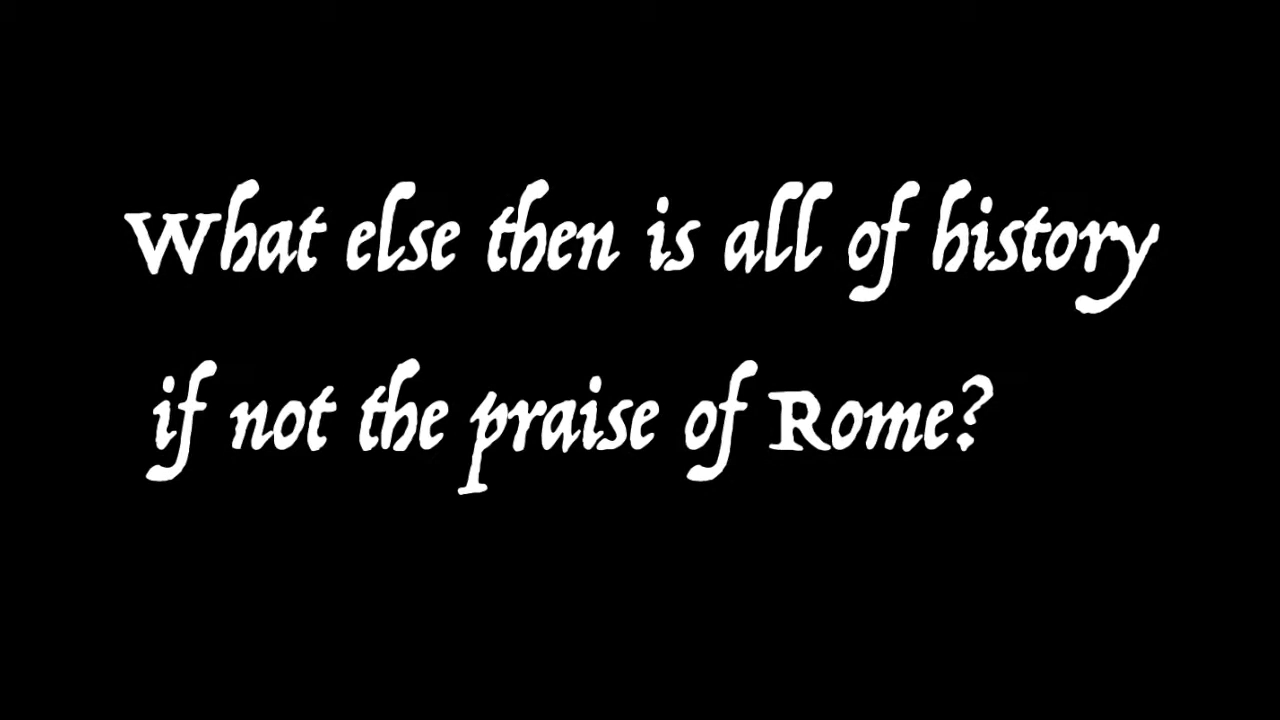 What else then is all of history
if not the praise of Rome?